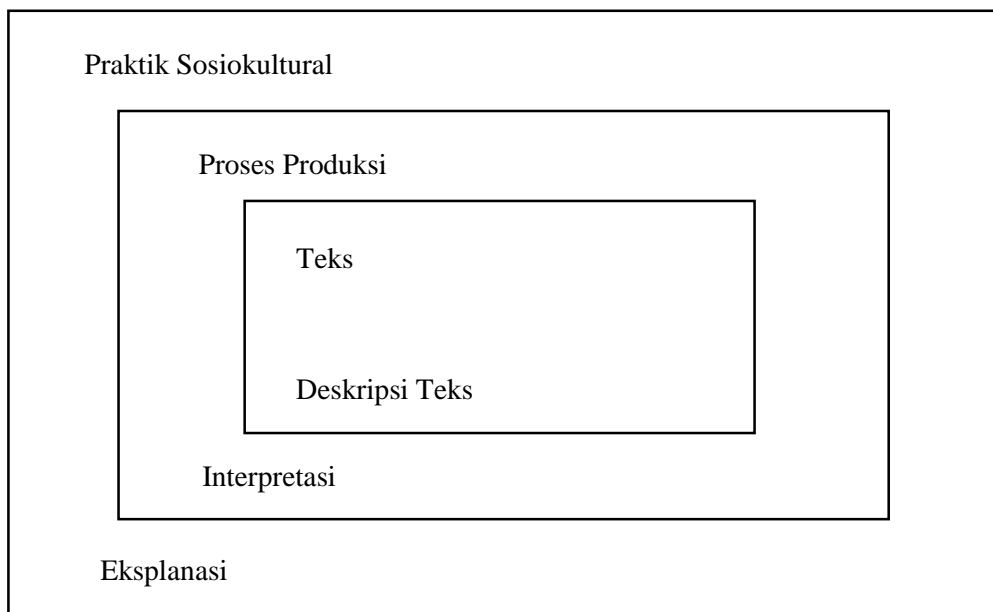 Praktik Sosiokultural
Proses Produksi
Teks
Deskripsi Teks
Interpretasi
Eksplanasi